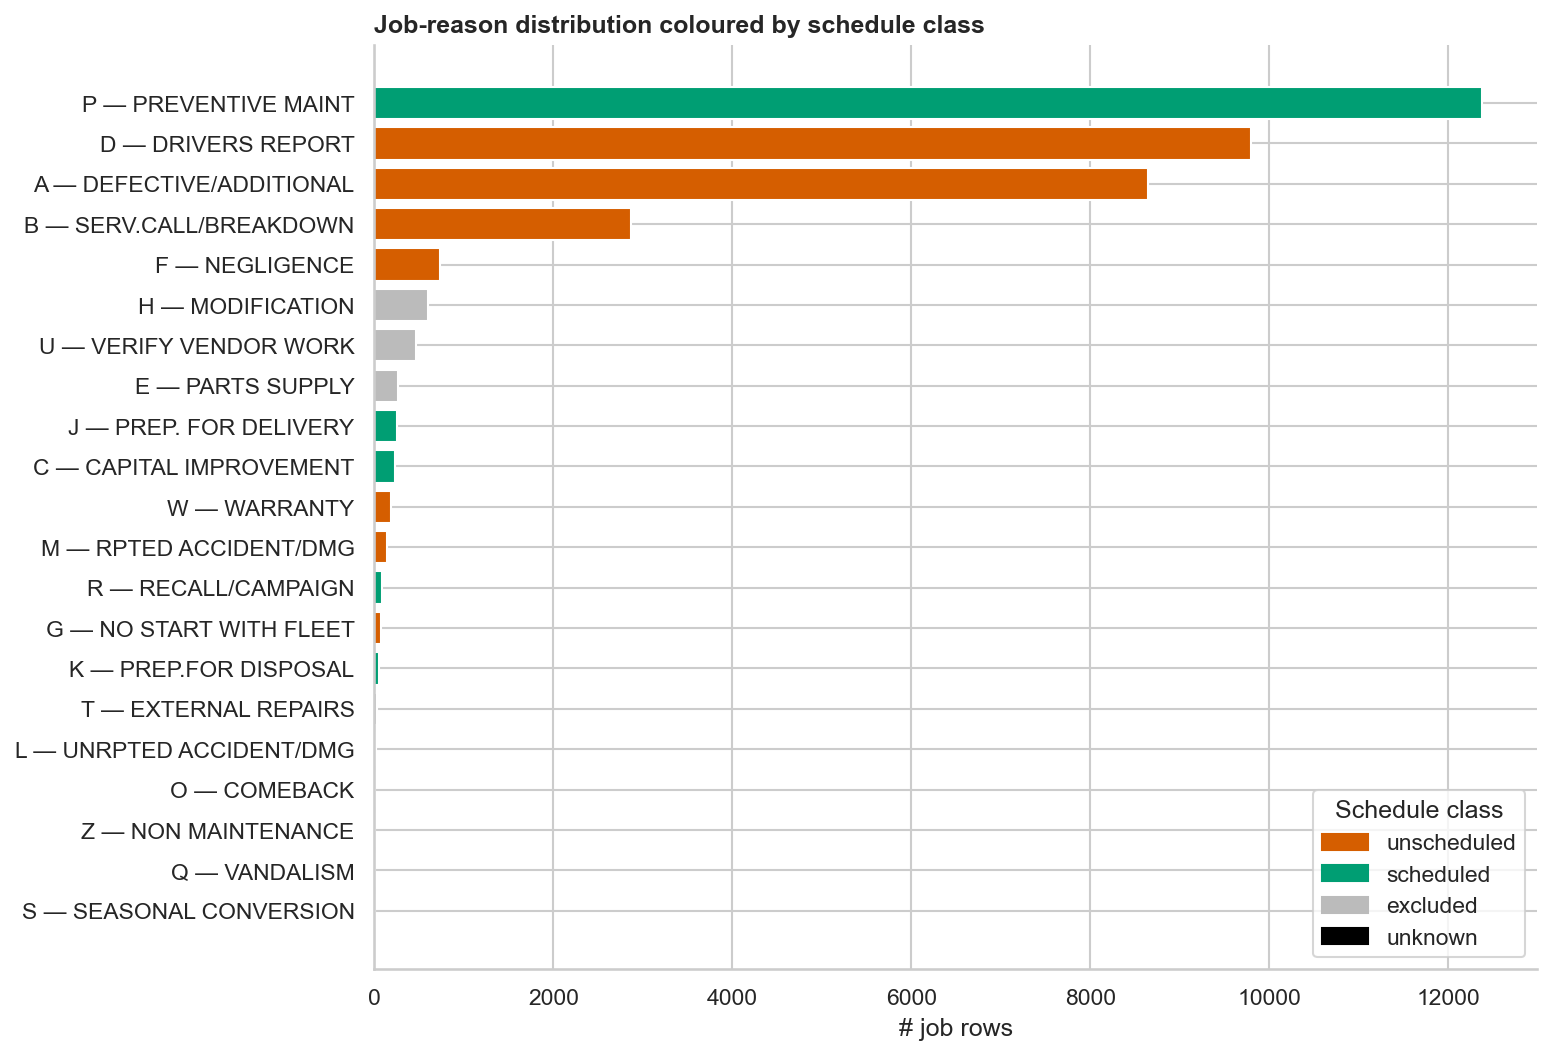 Job-reason distribution coloured by schedule class
P — PREVENTIVE MAINT
D — DRIVERS REPORT
A — DEFECTIVE/ADDITIONAL
B — SERV.CALL/BREAKDOWN
F — NEGLIGENCE
H — MODIFICATION
U — VERIFY VENDOR WORK
E — PARTS SUPPLY
J — PREP. FOR DELIVERY
C — CAPITAL IMPROVEMENT
W — WARRANTY
M — RPTED ACCIDENT/DMG
R — RECALL/CAMPAIGN
G — NO START WITH FLEET
K — PREP.FOR DISPOSAL
T — EXTERNAL REPAIRS
L — UNRPTED ACCIDENT/DMG
O — COMEBACK
Z — NON MAINTENANCE
Q — VANDALISM
S — SEASONAL CONVERSION
Schedule class
unscheduled
scheduled
excluded
unknown
0 2000 4000 6000 8000 10000 12000
# job rows